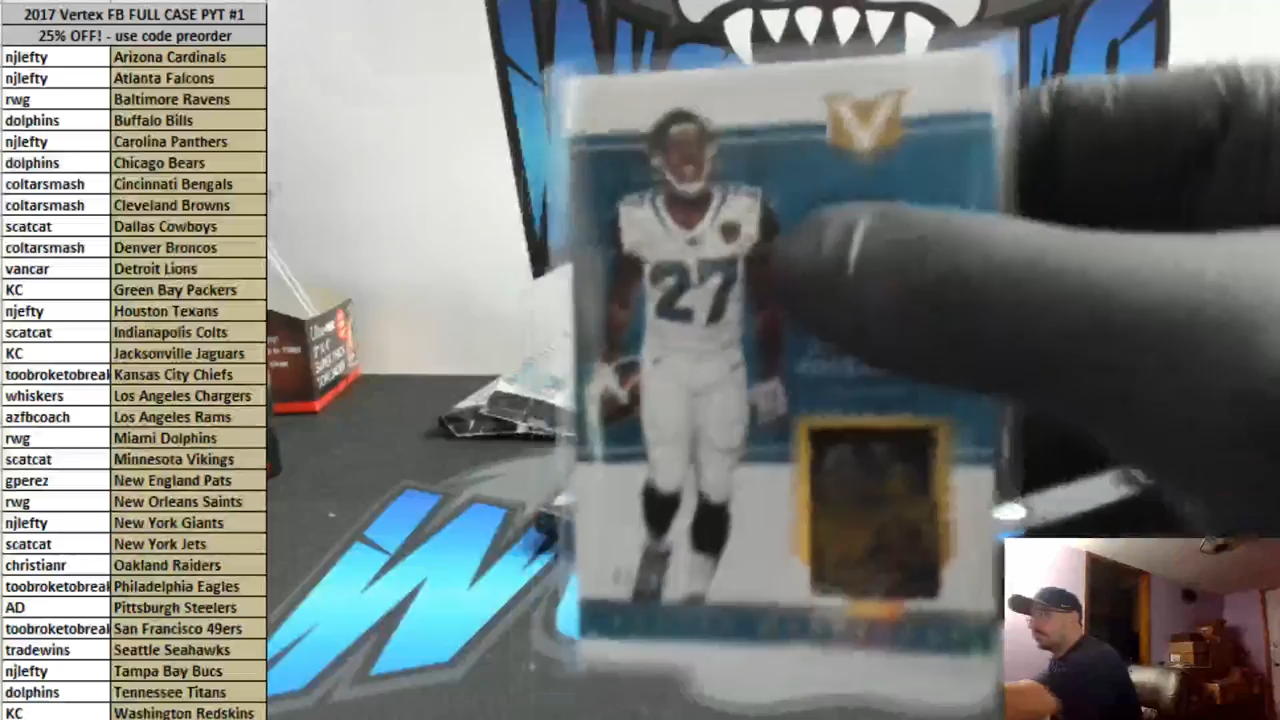 2017 Vertex FB FULL CASE PYT #1
25% OFF! - use code preorder
njlefty Arizona Cardinals
njlefty Atlanta Falcons
rwg Baltimore Ravens
dolphins Buffalo Bills
njlefty Carolina Panthers
dolphins Chicago Bears
coltarsmash Cincinnati Bengals
coltarsmash Cleveland Browns
scatcat Dallas Cowboys
coltarsmash Denver Broncos
vancar Detroit Lions
KC Green Bay Packers
njefty Houston Texans
scatcat Indianapolis Colts
KC Jacksonville Jaguars
toobroketobreak Kansas City Chiefs
whiskers Los Angeles Chargers
azfbcoach Los Angeles Rams
rwg Miami Dolphins
scatcat Minnesota Vikings
gperez New England Pats
rwg New Orleans Saints
njlefty New York Giants
scatcat New York Jets
christianr Oakland Raiders
toobroketobreak Philadelphia Eagles
AD Pittsburgh Steelers
toobroketobreak San Francisco 49ers
tradewins Seattle Seahawks
njlefty Tampa Bay Bucs
dolphins Tennessee Titans
KC Washington Redskins
V
27
W